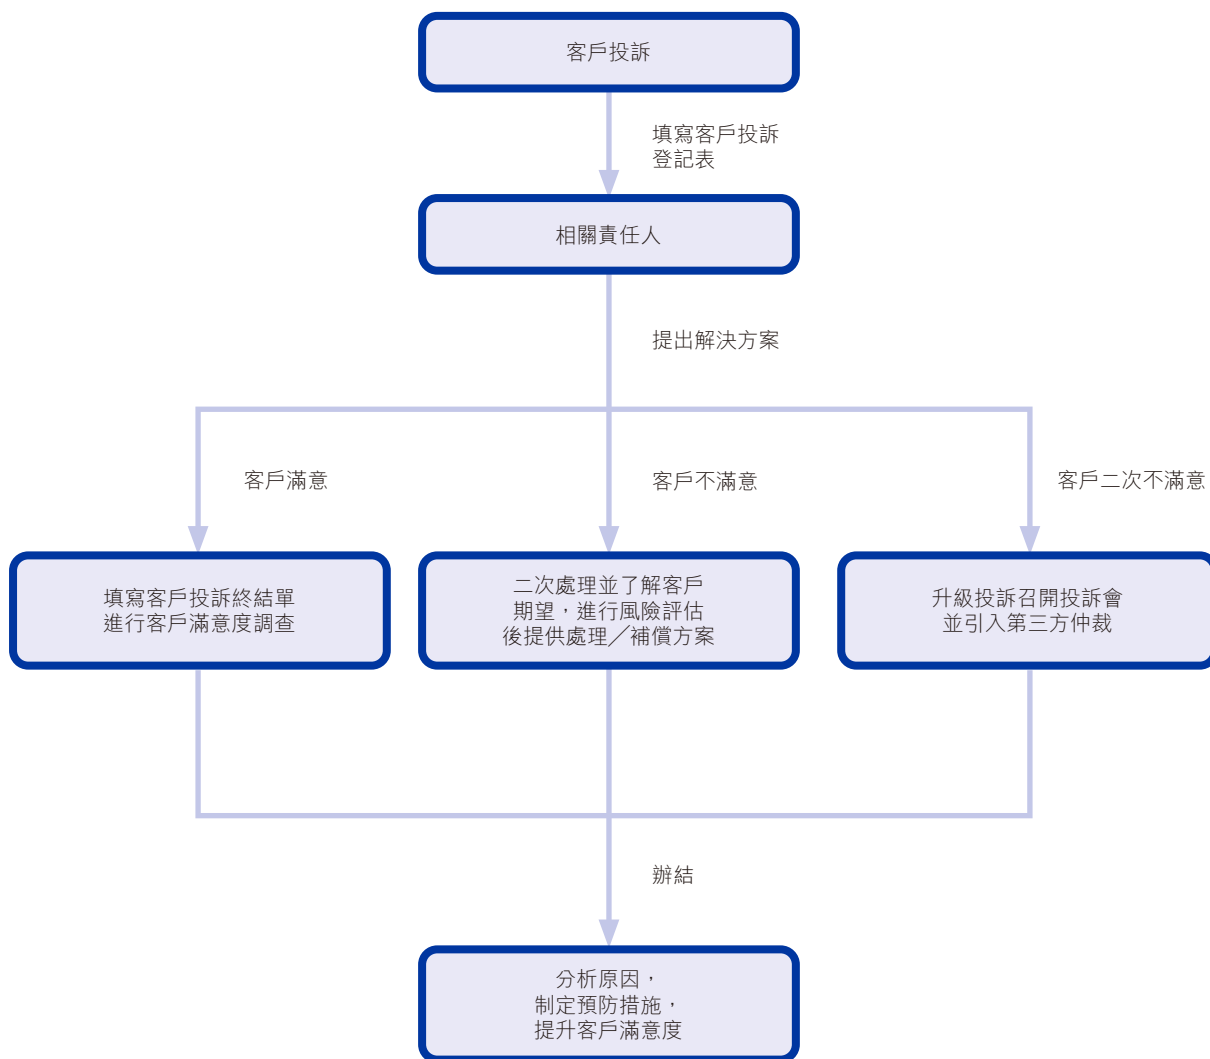 客戶投訴
填寫客戶投訴
登記表
相關責任人
提出解決方案
客戶滿意
客戶不滿意
客戶二次不滿意
填寫客戶投訴終結單
進行客戶滿意度調查
二次處理並了解客戶
期望，進行風險評估
後提供處理／補償方案
升級投訴召開投訴會
並引入第三方仲裁
辦結
分析原因，
制定預防措施，
提升客戶滿意度